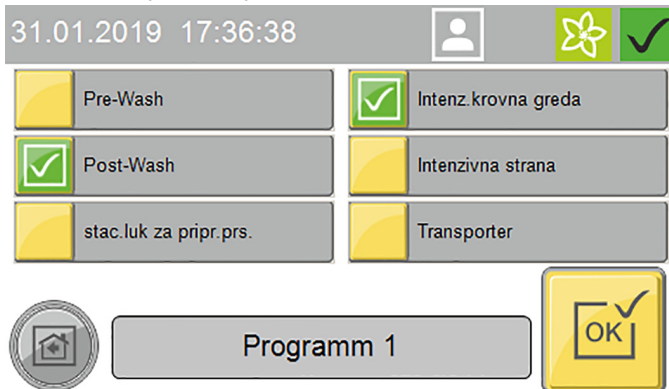 31.01.2019 17:36:38
Pre-Wash
Intenz.krovna greda
Post-Wash
Intenzivna strana
stac.luk za pripr.prs.
Transporter
Programm 1
OK